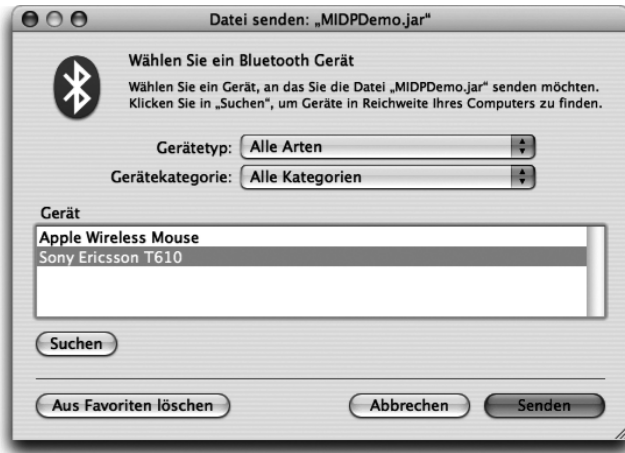 Datei senden: „MIDPDemo.jar"
Wählen Sie ein Bluetooth Gerät
Wählen Sie ein Gerät, an das Sie die Datei „MIDPDemo.jar" senden möchten.
Klicken Sie in „Suchen", um Geräte in Reichweite Ihres Computers zu finden.
Gerätetyp: Alle Arten
Gerätekategorie: Alle Kategorien
Gerät
Apple Wireless Mouse
Sony Ericsson T610
Suchen
Aus Favoriten löschen Abbrechen Senden